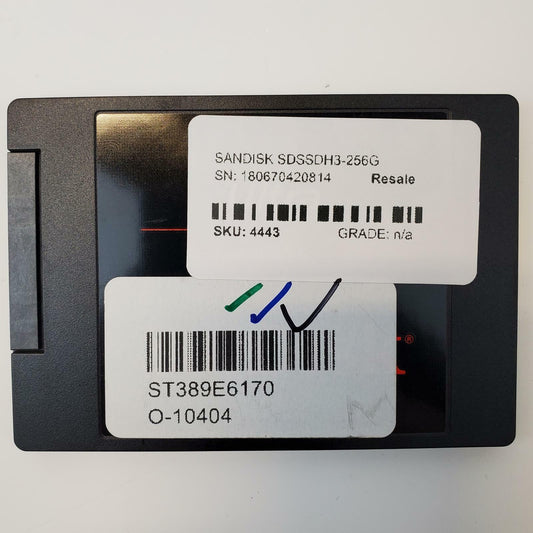 SANDISK SDSSDH3-256G
SN: 180670420814 Resale
SKU: 4443 GRADE: n/a
®
ST389E6170
O-10404
M